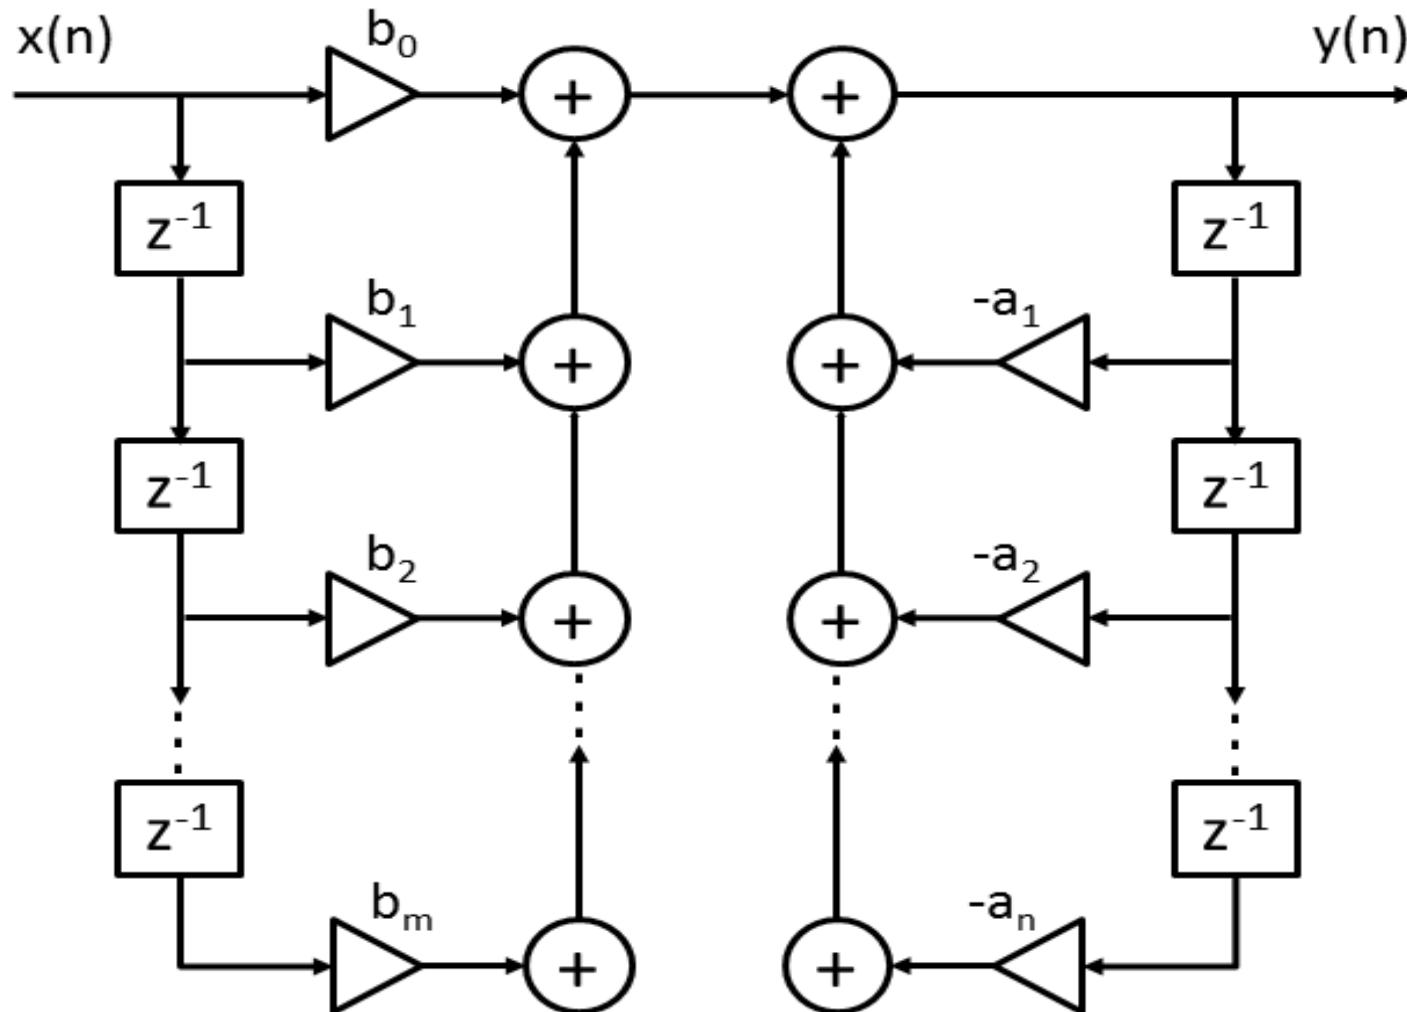 x(n) b₀ + + y(n)
z⁻¹ z⁻¹
b₁ + + -a₁
z⁻¹ z⁻¹
b₂ + + -a₂
z⁻¹ z⁻¹
bₘ + + -aₙ